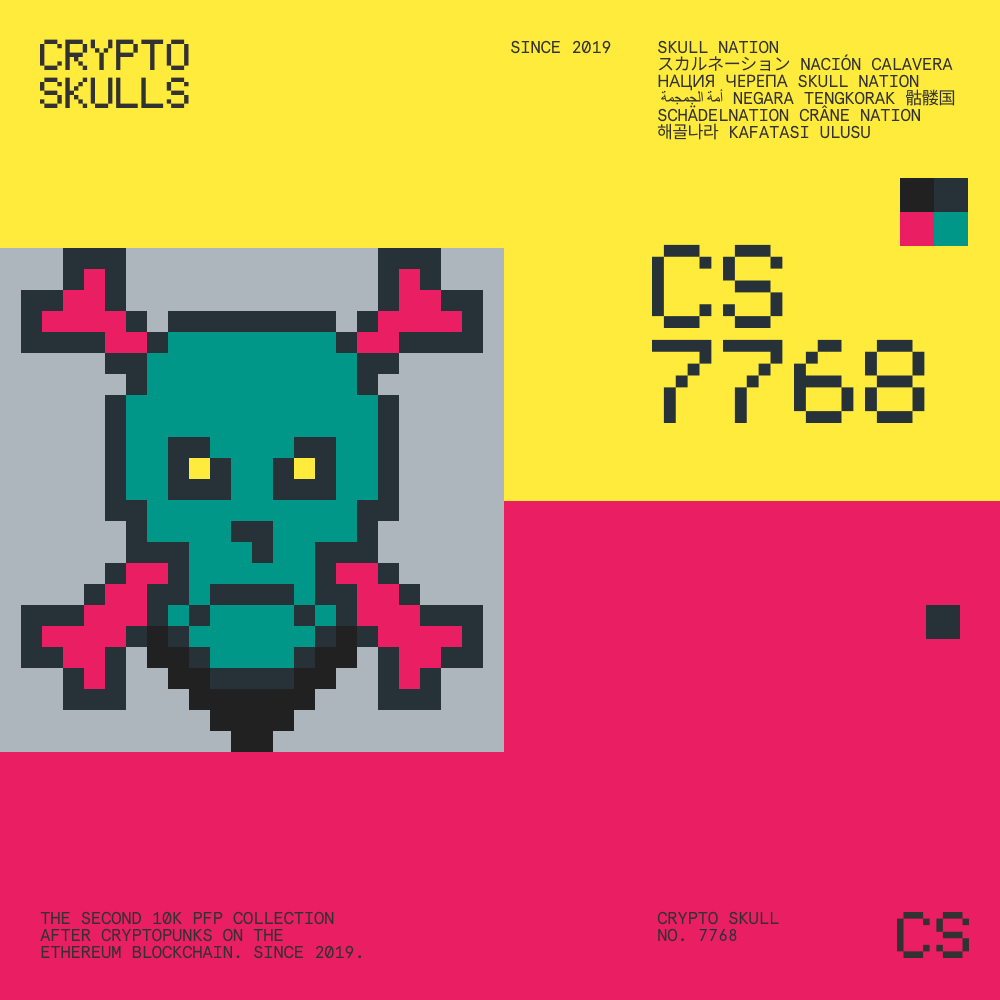 CRYPTO
SKULLS
SINCE 2019
SKULL NATION
スカルネーション NACIÓN CALAVERA
НАЦИЯ ЧЕРЕПА SKULL NATION
أمة الجمجمة NEGARA TENGKORAK 骷髅国
SCHÄDELNATION CRÂNE NATION
해골나라 KAFATASI ULUSU
CS
7768
THE SECOND 10K PFP COLLECTION
AFTER CRYPTOPUNKS ON THE
ETHEREUM BLOCKCHAIN. SINCE 2019.
CRYPTO SKULL
NO. 7768
CS